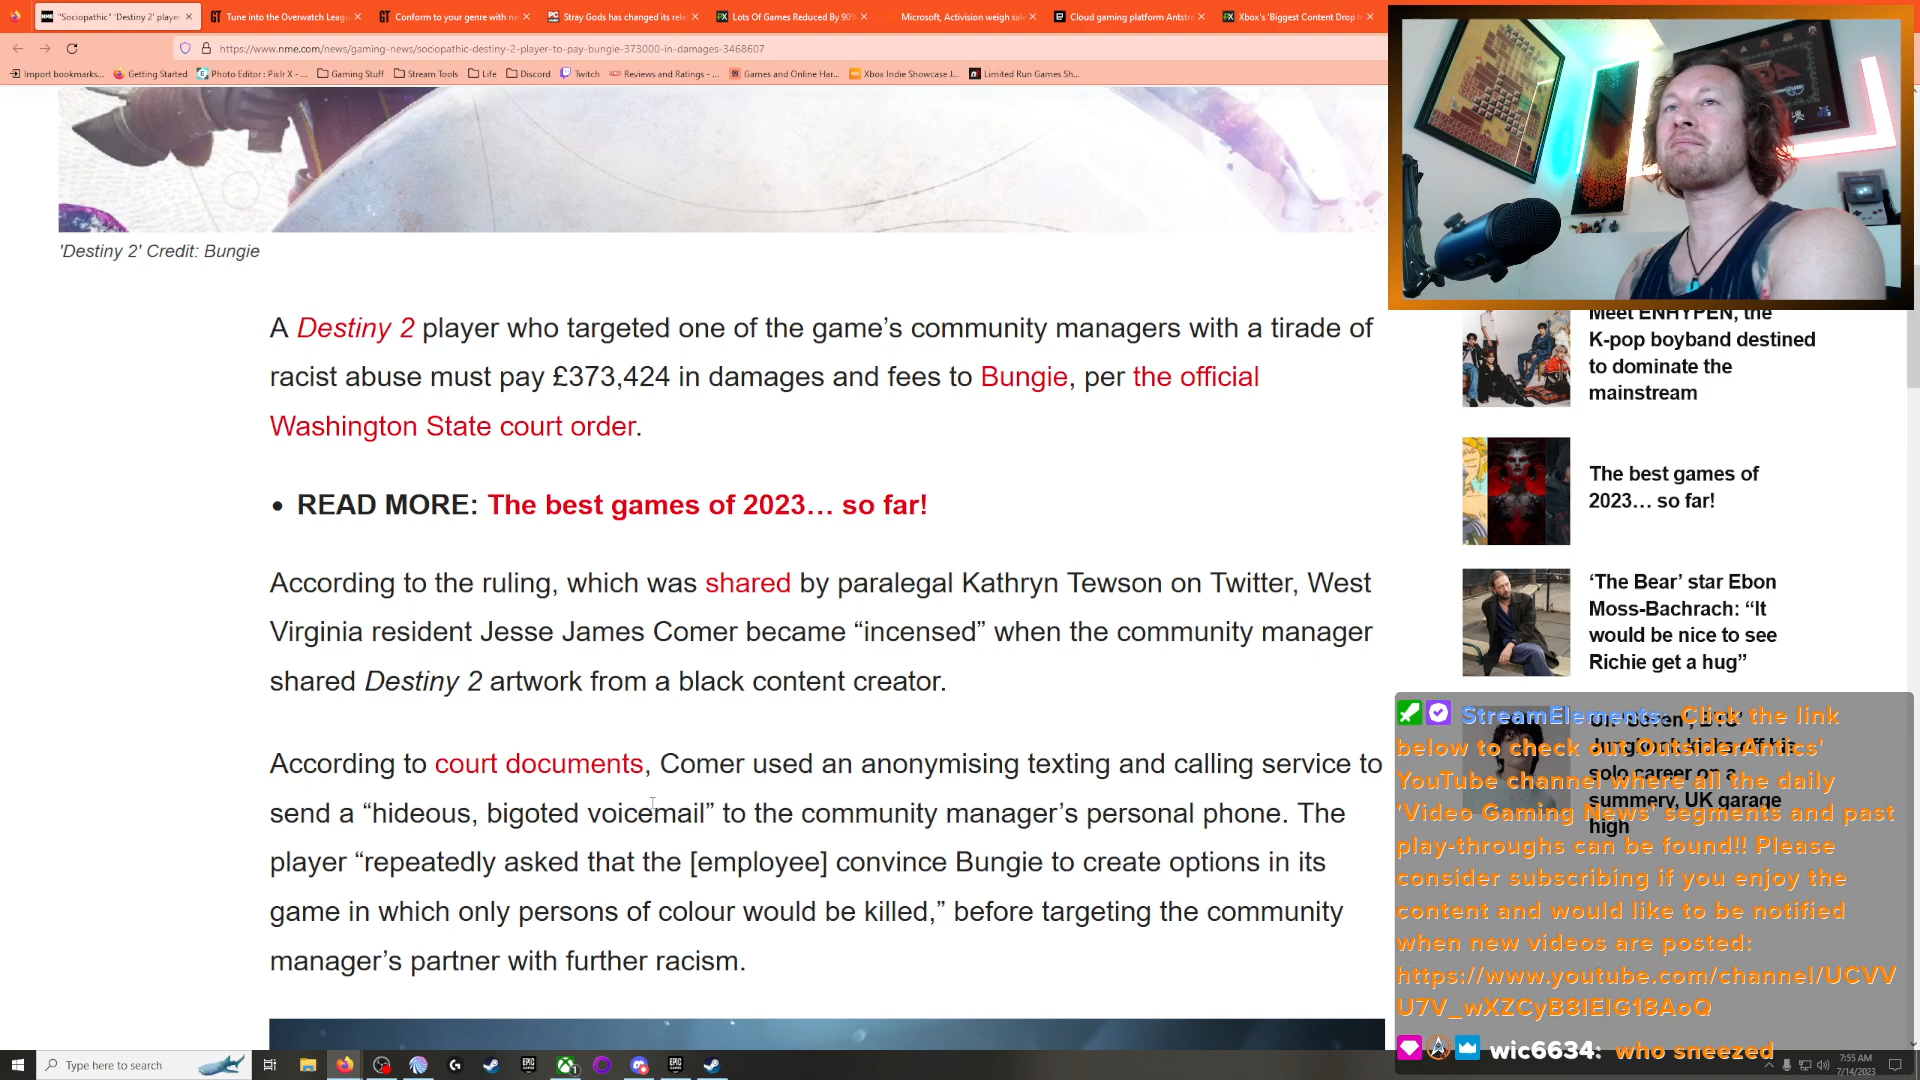 "Sociopathic" 'Destiny 2' player
Tune into the Overwatch Leagu
Conform to your genre with ne
Stray Gods has changed its rele
Lots Of Games Reduced By 90%
Microsoft, Activision weigh sale
Cloud gaming platform Antstre
Xbox's 'Biggest Content Drop I
https://www.nme.com/news/gaming-news/sociopathic-destiny-2-player-to-pay-bungie-373000-in-damages-3468607
Import bookmarks...
Getting Started
Photo Editor : Pixlr X - ...
Gaming Stuff
Stream Tools
Life
Discord
Twitch
Reviews and Ratings - ...
Games and Online Har...
Xbox Indie Showcase J...
Limited Run Games Sh...
'Destiny 2' Credit: Bungie
A Destiny 2 player who targeted one of the game's community managers with a tirade of
racist abuse must pay £373,424 in damages and fees to Bungie, per the official
Washington State court order.
• READ MORE: The best games of 2023… so far!
According to the ruling, which was shared by paralegal Kathryn Tewson on Twitter, West
Virginia resident Jesse James Comer became “incensed” when the community manager
shared Destiny 2 artwork from a black content creator.
According to court documents, Comer used an anonymising texting and calling service to
send a “hideous, bigoted voicemail” to the community manager’s personal phone. The
player “repeatedly asked that the [employee] convince Bungie to create options in its
game in which only persons of colour would be killed,” before targeting the community
manager’s partner with further racism.
Meet ENHYPEN, the
K-pop boyband destined
to dominate the
mainstream
The best games of
2023… so far!
‘The Bear’ star Ebon
Moss-Bachrach: “It
would be nice to see
Richie get a hug”
solo career on a
summery, UK garage
high
StreamElements: Click the link
below to check out OutsiderAntics'
YouTube channel where all the daily
'Video Gaming News' segments and past
play-throughs can be found!! Please
consider subscribing if you enjoy the
content and would like to be notified
when new videos are posted:
https://www.youtube.com/channel/UCVV
U7V_wXZCyB8IEIG18AoQ
wic6634: who sneezed
Type here to search
7:55 AM
7/14/2023